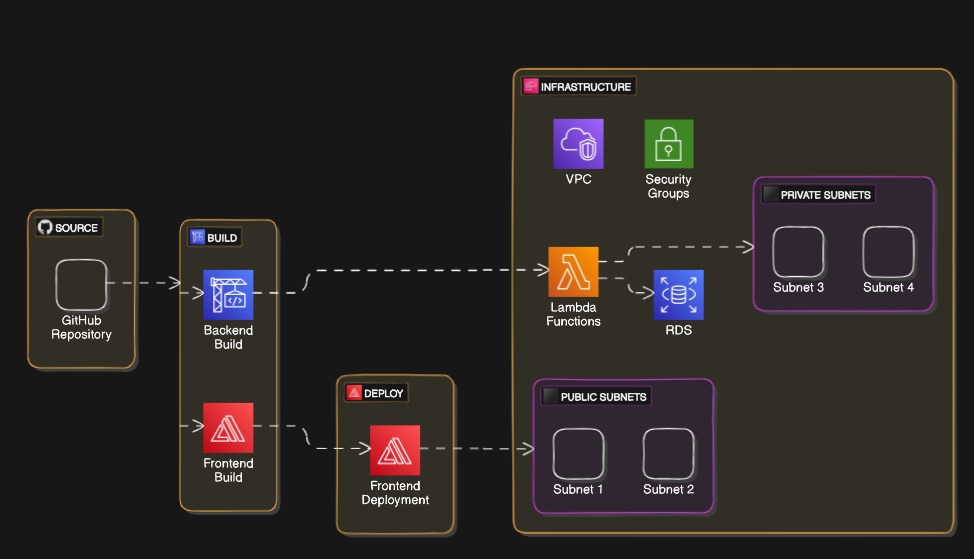 INFRASTRUCTURE
VPC
Security
Groups
PRIVATE SUBNETS
Subnet 3
Subnet 4
SOURCE
GitHub
Repository
BUILD
Backend
Build
Lambda
Functions
RDS
Frontend
Build
DEPLOY
Frontend
Deployment
PUBLIC SUBNETS
Subnet 1
Subnet 2